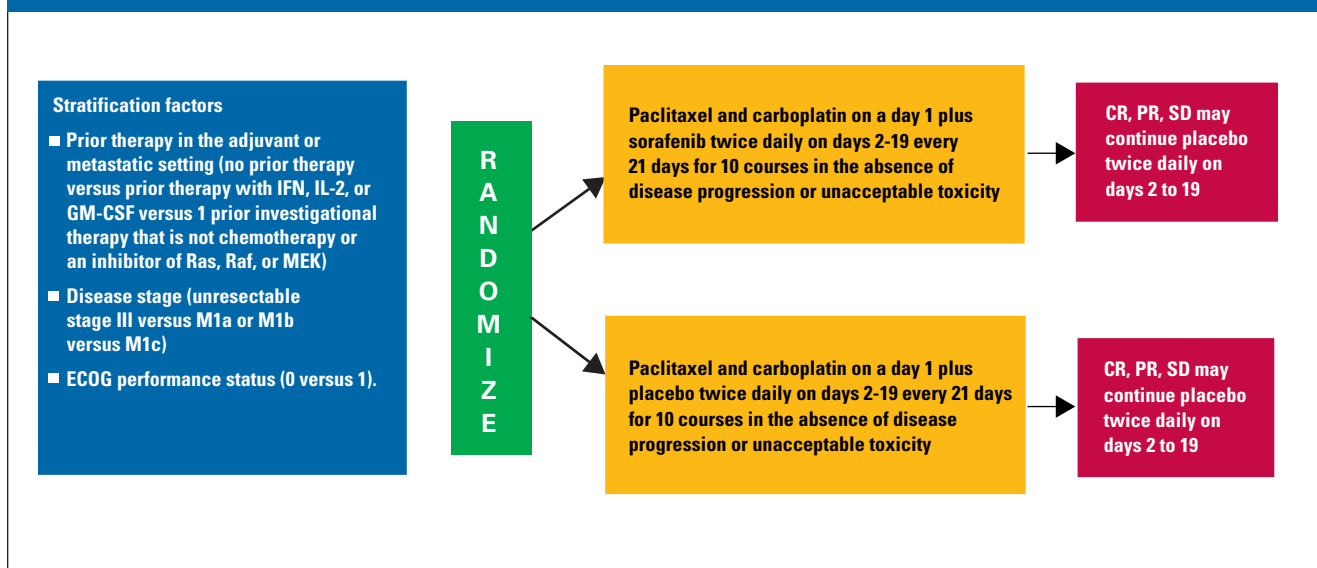 Stratification factors
■ Prior therapy in the adjuvant or
metastatic setting (no prior therapy
versus prior therapy with IFN, IL-2, or
GM-CSF versus 1 prior investigational
therapy that is not chemotherapy or
an inhibitor of Ras, Raf, or MEK)
■ Disease stage (unresectable
stage III versus M1a or M1b
versus M1c)
■ ECOG performance status (0 versus 1).
R
A
N
D
O
M
I
Z
E
Paclitaxel and carboplatin on a day 1 plus
sorafenib twice daily on days 2-19 every
21 days for 10 courses in the absence of
disease progression or unacceptable toxicity
CR, PR, SD may
continue placebo
twice daily on
days 2 to 19
Paclitaxel and carboplatin on a day 1 plus
placebo twice daily on days 2-19 every 21 days
for 10 courses in the absence of disease
progression or unacceptable toxicity
CR, PR, SD may
continue placebo
twice daily on
days 2 to 19